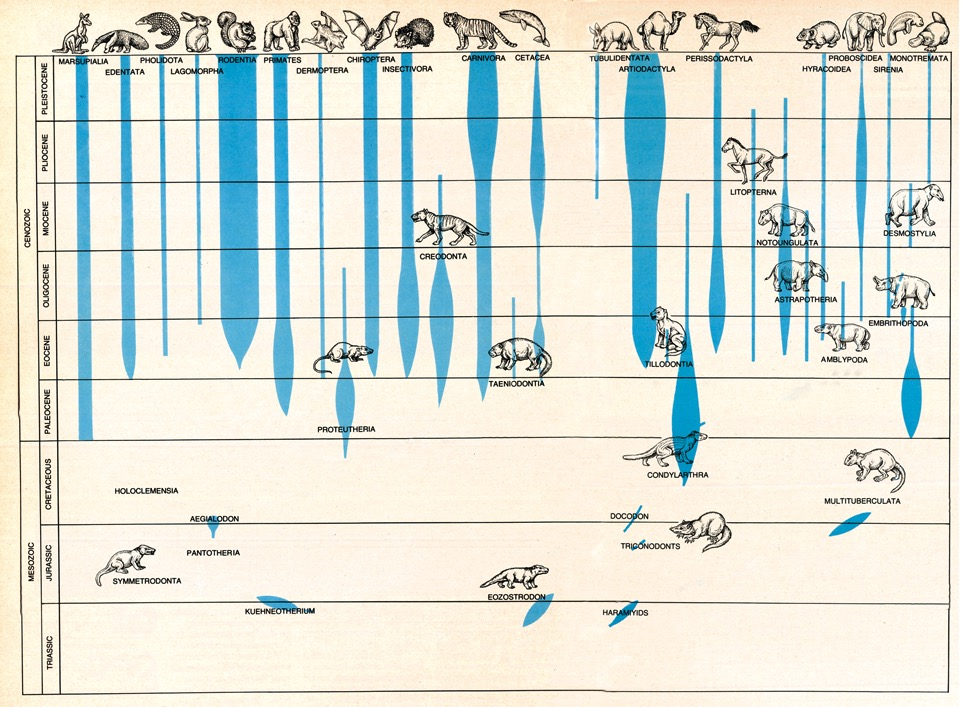 MARSUPIALIA
EDENTATA
PHOLIDOTA
LAGOMORPHA
RODENTIA
PRIMATES
DERMOPTERA
CHIROPTERA
INSECTIVORA
CARNIVORA
CETACEA
TUBULIDENTATA
ARTIODACTYLA
PERISSODACTYLA
HYRACOIDEA
PROBOSCIDEA
SIRENIA
MONOTREMATA
CENOZOIC
PLEISTOCENE
PLIOCENE
LITOPTERNA
MIOCENE
DESMOSTYLIA
NOTOUNGULATA
CREODONTA
OLIGOCENE
ASTRAPOTHERIA
EMBRITHOPODA
EOCENE
AMBLYPODA
TILLODONTIA
TAENIODONTIA
PALEOCENE
PROTEUTHERIA
MESOZOIC
CRETACEOUS
CONDYLARTHRA
HOLOCLEMENSIA
MULTITUBERCULATA
AEGIALODON
DOCODON
JURASSIC
TRICONODONTS
PANTOTHERIA
SYMMETRODONTA
EOZOSTRODON
KUEHNEOTHERIUM
HARAMIYIDS
TRIASSIC